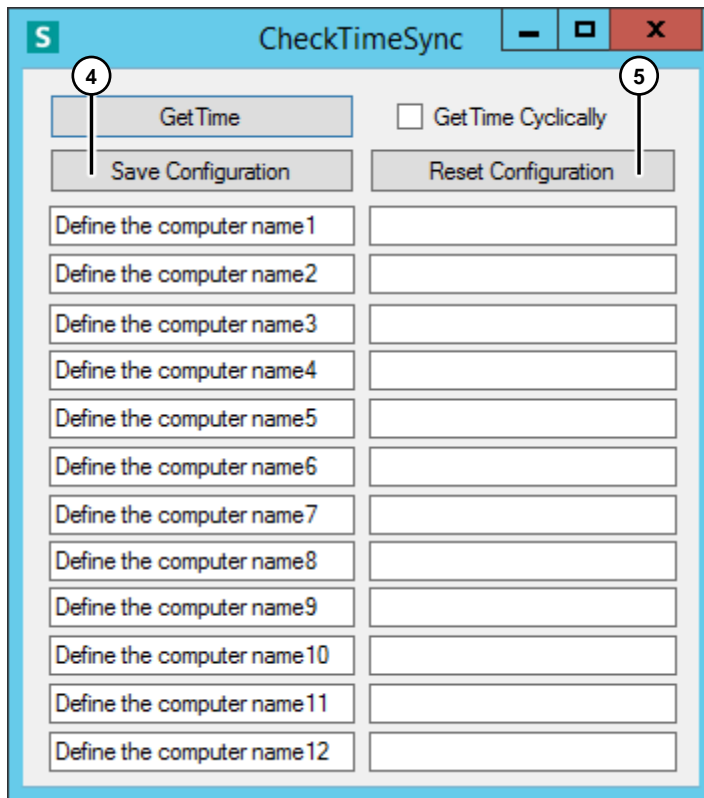 S CheckTimeSync x
4 5
GetTime GetTime Cyclically
Save Configuration Reset Configuration
Define the computer name1
Define the computer name2
Define the computer name3
Define the computer name4
Define the computer name5
Define the computer name6
Define the computer name7
Define the computer name8
Define the computer name9
Define the computer name10
Define the computer name11
Define the computer name12